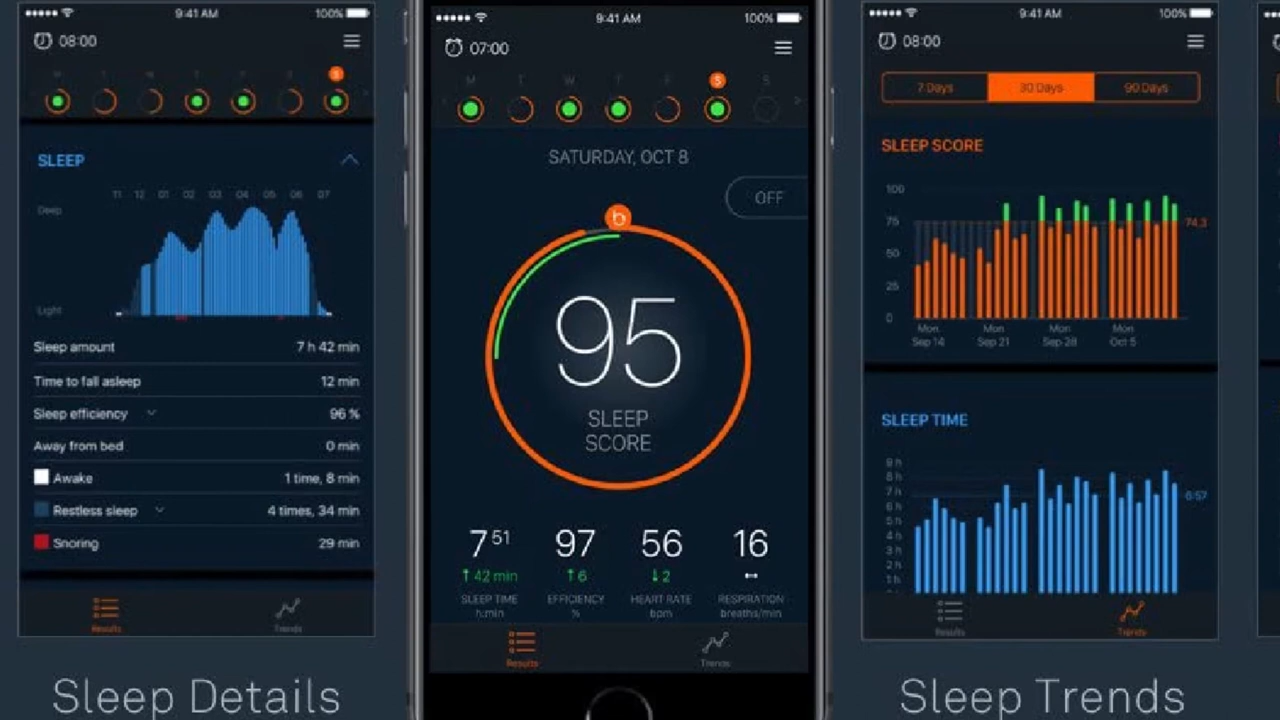 9:41 AM 100%
08:00
M T W T F S
SLEEP
11 12 01 02 03 04 05 06 07
Deep
Light
Sleep amount 7 h 42 min
Time to fall asleep 12 min
Sleep efficiency 96 %
Away from bed 0 min
Awake 1 time, 8 min
Restless sleep 4 times, 34 min
Snoring 29 min
Results Trends
Sleep Details
9:41 AM 100%
07:00
M T W T F S S
SATURDAY, OCT 8
OFF
b
95
SLEEP
SCORE
7 51 97 56 16
42 min 6 2
SLEEP TIME EFFICIENCY HEART RATE RESPIRATION
h:min % bpm breaths/min
Results Trends
9:41 AM 100%
08:00
7 Days 30 Days 90 Days
SLEEP SCORE
100
75 74,3
50
25
0
Mon Mon Mon Mon
Sep 14 Sep 21 Sep 28 Oct 5
SLEEP TIME
9 h
8 h
7 h 6:57
6 h
5 h
4 h
3 h
2 h
1 h
Results Trends
Sleep Trends